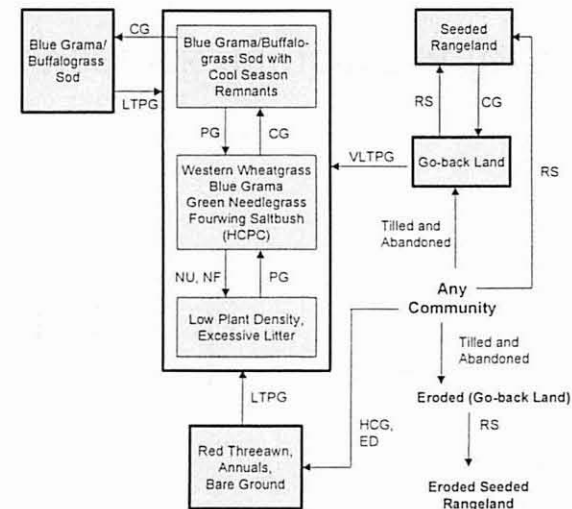 Blue Grama/
Buffalograss
Sod
CG
LTPG
Blue Grama/Buffalo-
grass Sod with
Cool Season
Remnants
PG
CG
Western Wheatgrass
Blue Grama
Green Needlegrass
Fourwing Saltbush
(HCPC)
NU, NF
PG
Low Plant Density,
Excessive Litter
LTPG
Red Threeawn,
Annuals,
Bare Ground
HCG,
ED
VLTPG
Seeded
Rangeland
RS
CG
Go-back Land
RS
Tilled and
Abandoned
Any
Community
Tilled and
Abandoned
Eroded (Go-back Land)
RS
Eroded Seeded
Rangeland